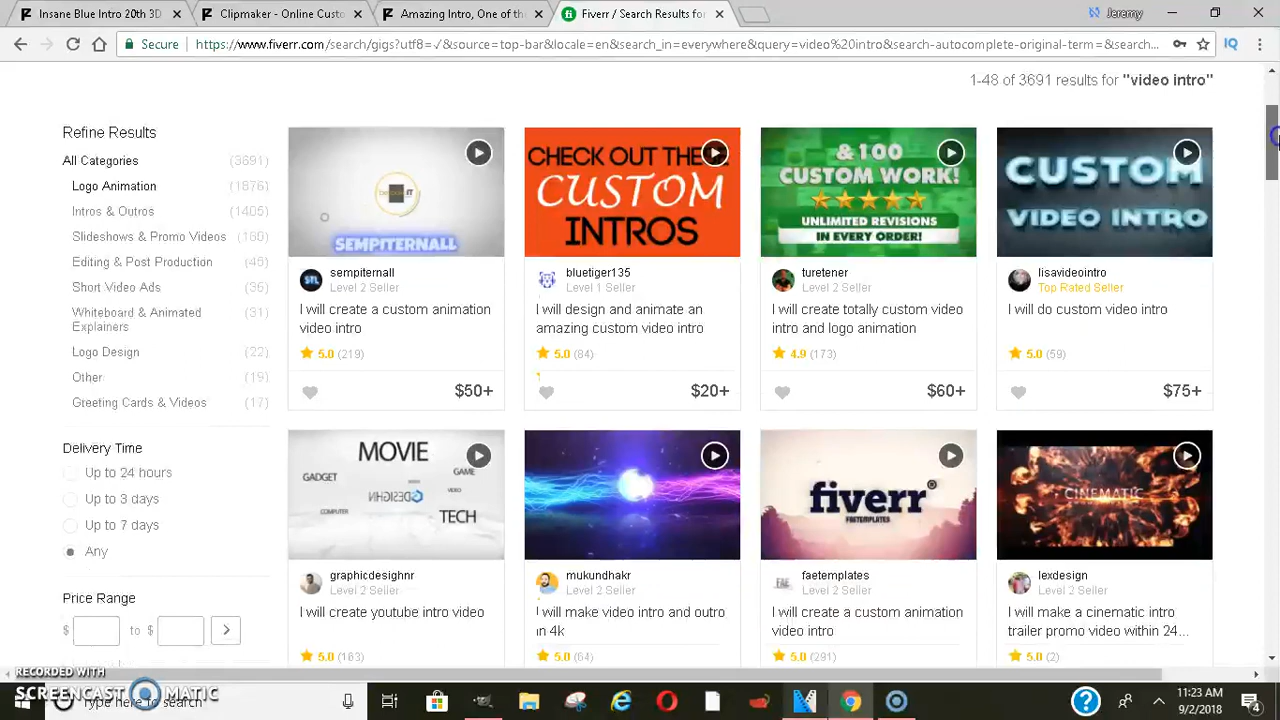 Insane Blue Intro 20th 3D
Clipmaker - Online Custo
Amazing Intro, One of th
Fiverr / Search Results fo
Jeremy
Secure
https://www.fiverr.com/search/gigs?utf8=✓&source=top-bar&locale=en&search_in=everywhere&query=video%20intro&search-autocomplete-original-term=&search...
1-48 of 3691 results for "video intro"
Refine Results
All Categories (3691)
Logo Animation (1876)
Intros & Outros (1405)
Slideshows & Promo Videos (160)
Editing & Post Production (46)
Short Video Ads (36)
Whiteboard & Animated
Explainers (31)
Logo Design (22)
Other (19)
Greeting Cards & Videos (17)
Delivery Time
Up to 24 hours
Up to 3 days
Up to 7 days
Any
Price Range
$ to $
SEMPITERNALL
sempiternall
Level 2 Seller
I will create a custom animation
video intro
5.0 (219)
$50+
CHECK OUT THESE
CUSTOM
INTROS
bluetiger135
Level 1 Seller
I will design and animate an
amazing custom video intro
5.0 (84)
$20+
& 100
CUSTOM WORK!
UNLIMITED REVISIONS
IN EVERY ORDER!
turetener
Level 2 Seller
I will create totally custom video
intro and logo animation
4.9 (173)
$60+
CUSTOM
VIDEO INTRO
lisavideointro
Top Rated Seller
I will do custom video intro
5.0 (59)
$75+
MOVIE
GADGET
GAME
VIDEO
COMPUTER
TECH
graphicdesighnr
Level 2 Seller
I will create youtube intro video
5.0 (163)
mukundhakr
Level 2 Seller
I will make video intro and outro
in 4k
5.0 (64)
fiverr
FAETEMPLATES
FAE
faetemplates
Level 2 Seller
I will create a custom animation
video intro
5.0 (291)
CINEMATIC
lexdesign
Level 2 Seller
I will make a cinematic intro
trailer promo video within 24...
5.0 (2)
RECORDED WITH
SCREENCAST MATIC
Type here to search
11:23 AM
9/2/2018
4